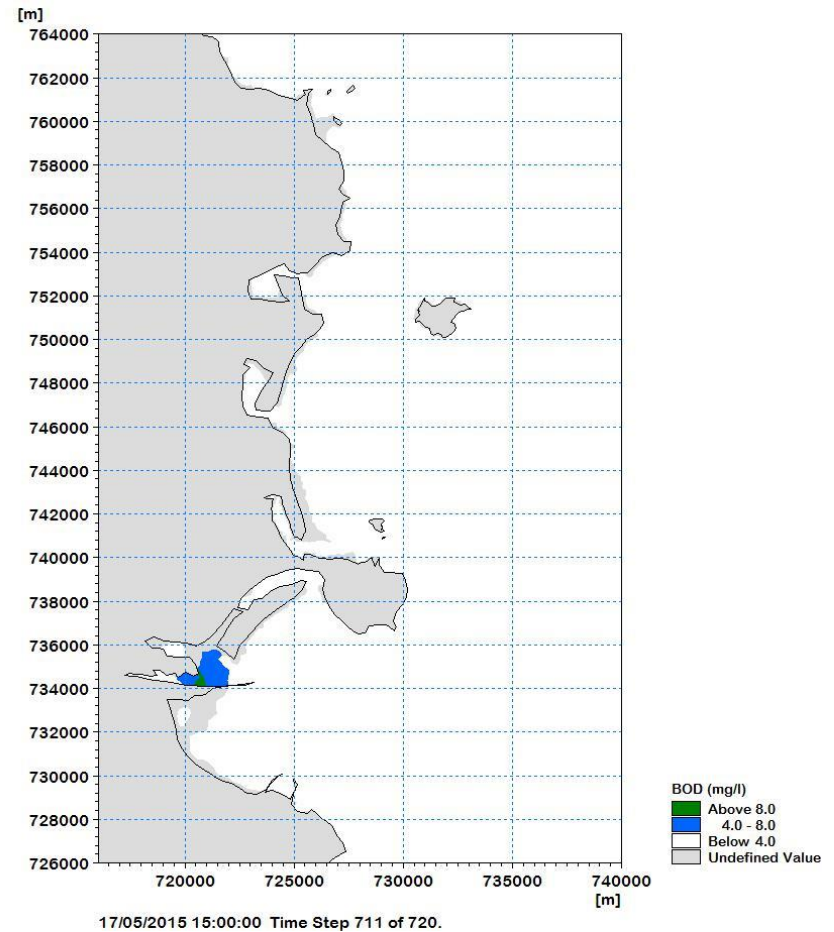 [m]
764000
762000
760000
758000
756000
754000
752000
750000
748000
746000
744000
742000
740000
738000
736000
734000
732000
730000
728000
726000
720000 725000 730000 735000 740000
[m]
BOD (mg/l)
Above 8.0
4.0 - 8.0
Below 4.0
Undefined Value
17/05/2015 15:00:00 Time Step 711 of 720.